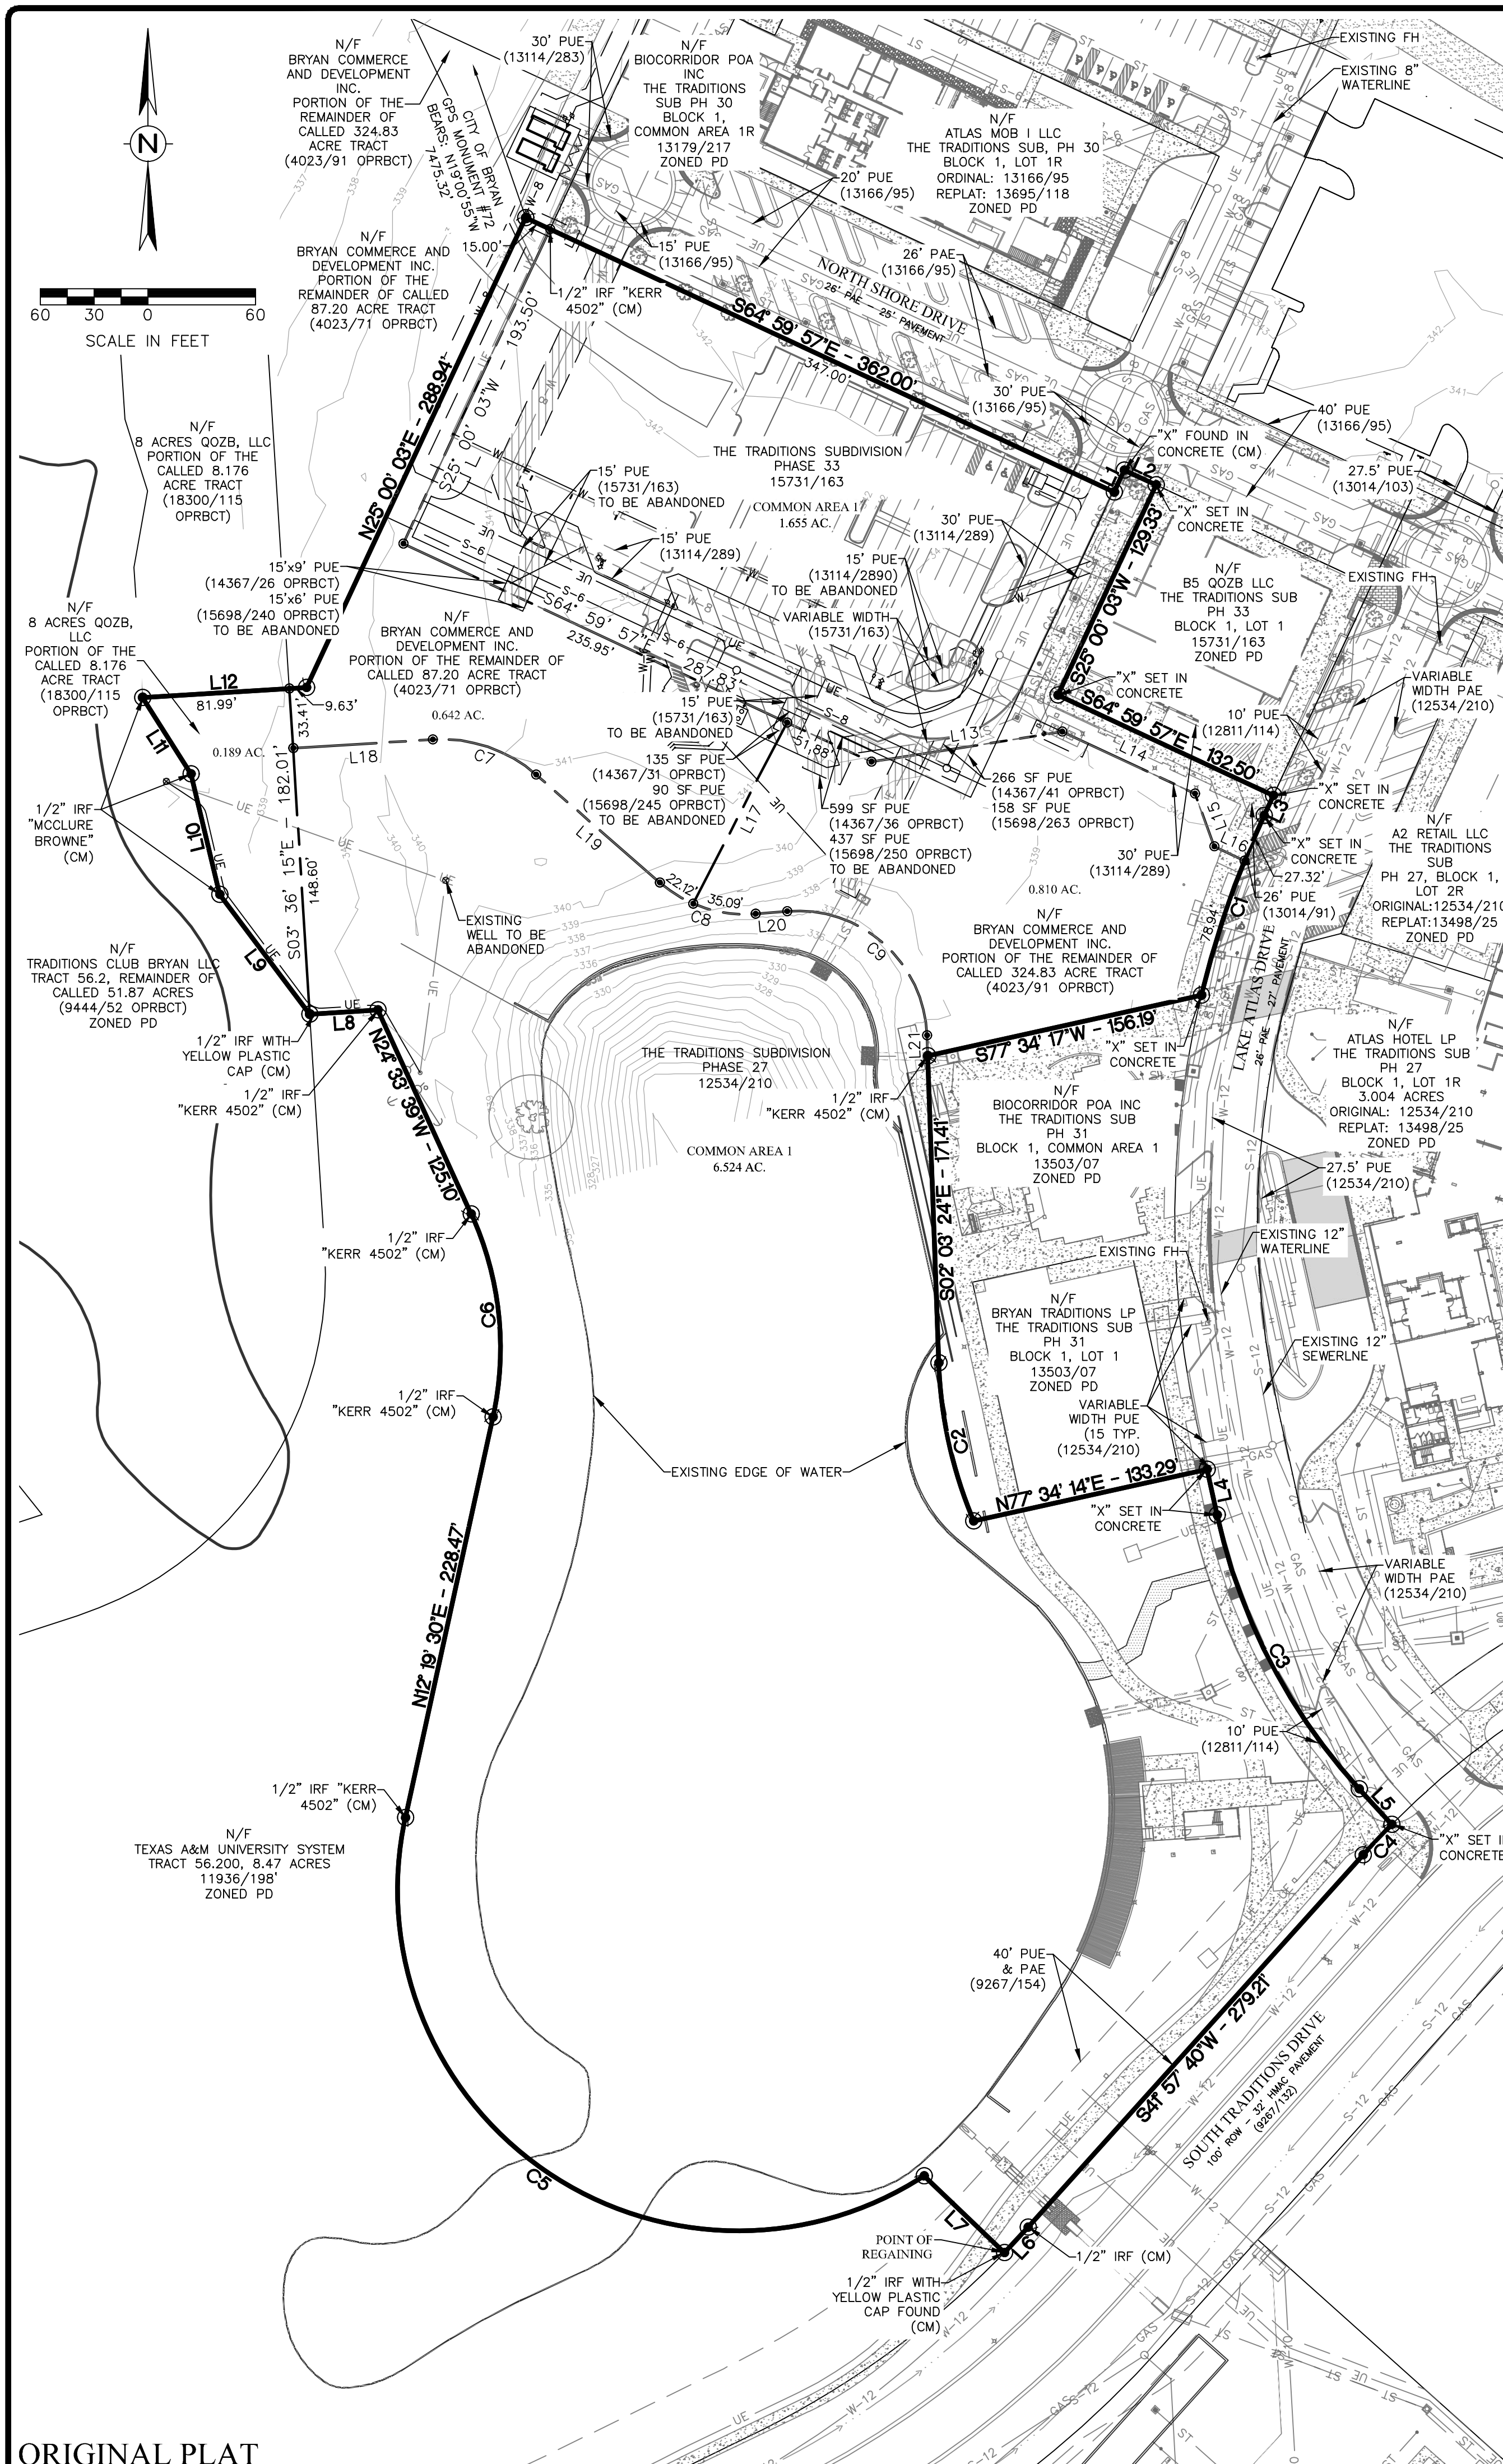 N/F
BRYAN COMMERCE
AND DEVELOPMENT
INC.
PORTION OF THE
REMAINDER OF
CALLED 324.83
ACRE TRACT
(4023/91 OPRBCT)
30' PUE
(13114/283)
N/F
BIOCORRIDOR POA
INC
THE TRADITIONS
SUB PH 30
BLOCK 1,
COMMON AREA 1R
13179/217
ZONED PD
CITY OF BRYAN
GPS MONUMENT #72
BEARS: N19°00'55"W
7475.32'
N/F
ATLAS MOB I LLC
THE TRADITIONS SUB, PH 30
BLOCK 1, LOT 1R
ORDINAL: 13166/95
REPLAT: 13695/118
ZONED PD
EXISTING FH
EXISTING 8"
WATERLINE
N
60 30 0 60
SCALE IN FEET
20' PUE
(13166/95)
15' PUE
(13166/95)
26' PAE
(13166/95)
NORTH SHORE DRIVE
26' PAE 25' PAVEMENT
N/F
BRYAN COMMERCE AND
DEVELOPMENT INC.
PORTION OF THE
REMAINDER OF CALLED
87.20 ACRE TRACT
(4023/71 OPRBCT)
15.00'
1/2" IRF "KERR
4502" (CM)
S64° 59' 57"E - 362.00'
347.00'
N25° 00' 03"E - 288.94'
S25° 00' 03"W - 193.50'
30' PUE
(13166/95)
"X" FOUND IN
CONCRETE (CM)
40' PUE
(13166/95)
27.5' PUE
(13014/103)
L1
L2
"X" SET IN
CONCRETE
N/F
8 ACRES QOZB, LLC
PORTION OF THE
CALLED 8.176
ACRE TRACT
(18300/115
OPRBCT)
THE TRADITIONS SUBDIVISION
PHASE 33
15731/163
COMMON AREA 1
1.655 AC.
15' PUE
(15731/163)
TO BE ABANDONED
15' PUE
(13114/289)
30' PUE
(13114/289)
15' PUE
(13114/2890)
TO BE ABANDONED
VARIABLE WIDTH
(15731/163)
S25° 00' 03"W - 129.33'
N/F
B5 QOZB LLC
THE TRADITIONS SUB
PH 33
BLOCK 1, LOT 1
15731/163
ZONED PD
EXISTING FH
15'x9' PUE
(14367/26 OPRBCT)
15'x6' PUE
(15698/240 OPRBCT)
TO BE ABANDONED
N/F
8 ACRES QOZB,
LLC
PORTION OF THE
CALLED 8.176
ACRE TRACT
(18300/115
OPRBCT)
N/F
BRYAN COMMERCE AND
DEVELOPMENT INC.
PORTION OF THE REMAINDER OF
CALLED 87.20 ACRE TRACT
(4023/71 OPRBCT)
0.642 AC.
S64° 59' 57"E - 287.83'
235.95'
51.88'
"X" SET IN
CONCRETE
S64° 59' 57"E - 132.50'
VARIABLE
WIDTH PAE
(12534/210)
10' PUE
(12811/114)
L12
81.99'
9.63'
33.41'
L11
0.189 AC.
L18
C7
15' PUE
(15731/163)
TO BE ABANDONED
135 SF PUE
(14367/31 OPRBCT)
90 SF PUE
(15698/245 OPRBCT)
TO BE ABANDONED
L13
L14
266 SF PUE
(14367/41 OPRBCT)
158 SF PUE
(15698/263 OPRBCT)
599 SF PUE
(14367/36 OPRBCT)
437 SF PUE
(15698/250 OPRBCT)
TO BE ABANDONED
30' PUE
(13114/289)
L15
L16
L3
"X" SET IN
CONCRETE
"X" SET IN
CONCRETE
27.32'
26' PUE
(13014/91)
N/F
A2 RETAIL LLC
THE TRADITIONS
SUB
PH 27, BLOCK 1,
LOT 2R
ORIGINAL:12534/210
REPLAT:13498/25
ZONED PD
1/2" IRF
"MCCLURE
BROWNE"
(CM)
L10
S03° 36' 15"E - 182.01'
148.60'
L19
L17
22.12'
35.09'
C8
L20
C9
L21
0.810 AC.
N/F
BRYAN COMMERCE AND
DEVELOPMENT INC.
PORTION OF THE REMAINDER OF
CALLED 324.83 ACRE TRACT
(4023/91 OPRBCT)
C1
78.94'
LAKE ATLAS DRIVE
26' PAE 27' PAVEMENT
EXISTING
WELL TO BE
ABANDONED
N/F
TRADITIONS CLUB BRYAN LLC
TRACT 56.2, REMAINDER OF
CALLED 51.87 ACRES
(9444/52 OPRBCT)
ZONED PD
L9
L8
1/2" IRF WITH
YELLOW PLASTIC
CAP (CM)
1/2" IRF
"KERR 4502" (CM)
N24° 33' 39"W - 125.10'
THE TRADITIONS SUBDIVISION
PHASE 27
12534/210
COMMON AREA 1
6.524 AC.
S77° 34' 17"W - 156.19'
"X" SET IN
CONCRETE
1/2" IRF
"KERR 4502" (CM)
N/F
BIOCORRIDOR POA INC
THE TRADITIONS SUB
PH 31
BLOCK 1, COMMON AREA 1
13503/07
ZONED PD
N/F
ATLAS HOTEL LP
THE TRADITIONS SUB
PH 27
BLOCK 1, LOT 1R
3.004 ACRES
ORIGINAL: 12534/210
REPLAT: 13498/25
ZONED PD
27.5' PUE
(12534/210)
S02° 03' 24"E - 171.41'
1/2" IRF
"KERR 4502" (CM)
EXISTING FH
EXISTING 12"
WATERLINE
C6
N/F
BRYAN TRADITIONS LP
THE TRADITIONS SUB
PH 31
BLOCK 1, LOT 1
13503/07
ZONED PD
EXISTING 12"
SEWERLNE
1/2" IRF
"KERR 4502" (CM)
VARIABLE
WIDTH PUE
(15 TYP.
(12534/210)
C2
EXISTING EDGE OF WATER
N77° 34' 14"E - 133.29'
"X" SET IN
CONCRETE
L4
VARIABLE
WIDTH PAE
(12534/210)
N12° 19' 30"E - 228.47'
C3
10' PUE
(12811/114)
L5
C4
"X" SET IN
CONCRETE
1/2" IRF "KERR
4502" (CM)
N/F
TEXAS A&M UNIVERSITY SYSTEM
TRACT 56.200, 8.47 ACRES
11936/198'
ZONED PD
40' PUE
& PAE
(9267/154)
S41° 57' 40"W - 279.21'
SOUTH TRADITIONS DRIVE
100' ROW - 32' HMAC PAVEMENT
(9267/132)
C5
L7
L6
POINT OF
REGAINING
1/2" IRF (CM)
1/2" IRF WITH
YELLOW PLASTIC
CAP FOUND
(CM)
ORIGINAL PLAT